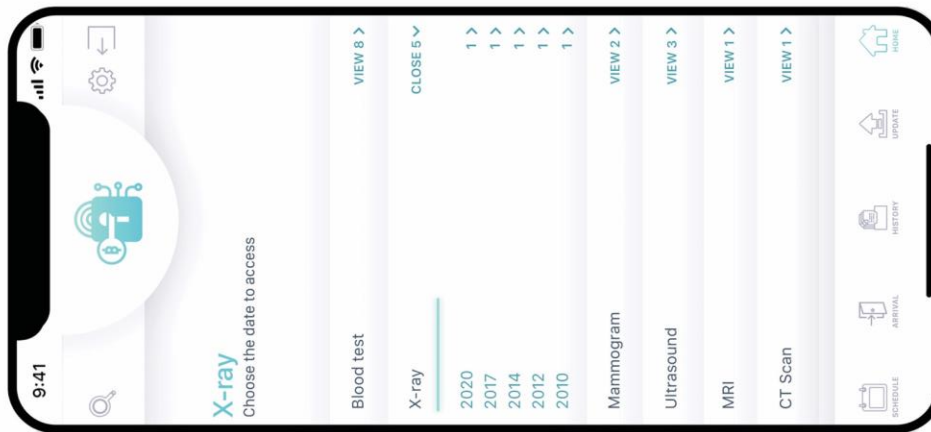 9:41
X-ray
Choose the date to access
Blood test VIEW 8 >
X-ray CLOSE 5
2020 1 >
2017 1 >
2014 1 >
2012 1 >
2010 1 >
Mammogram VIEW 2 >
Ultrasound VIEW 3 >
MRI VIEW 1 >
CT Scan VIEW 1 >
SCHEDULE ARRIVAL HISTORY UPDATE HOME